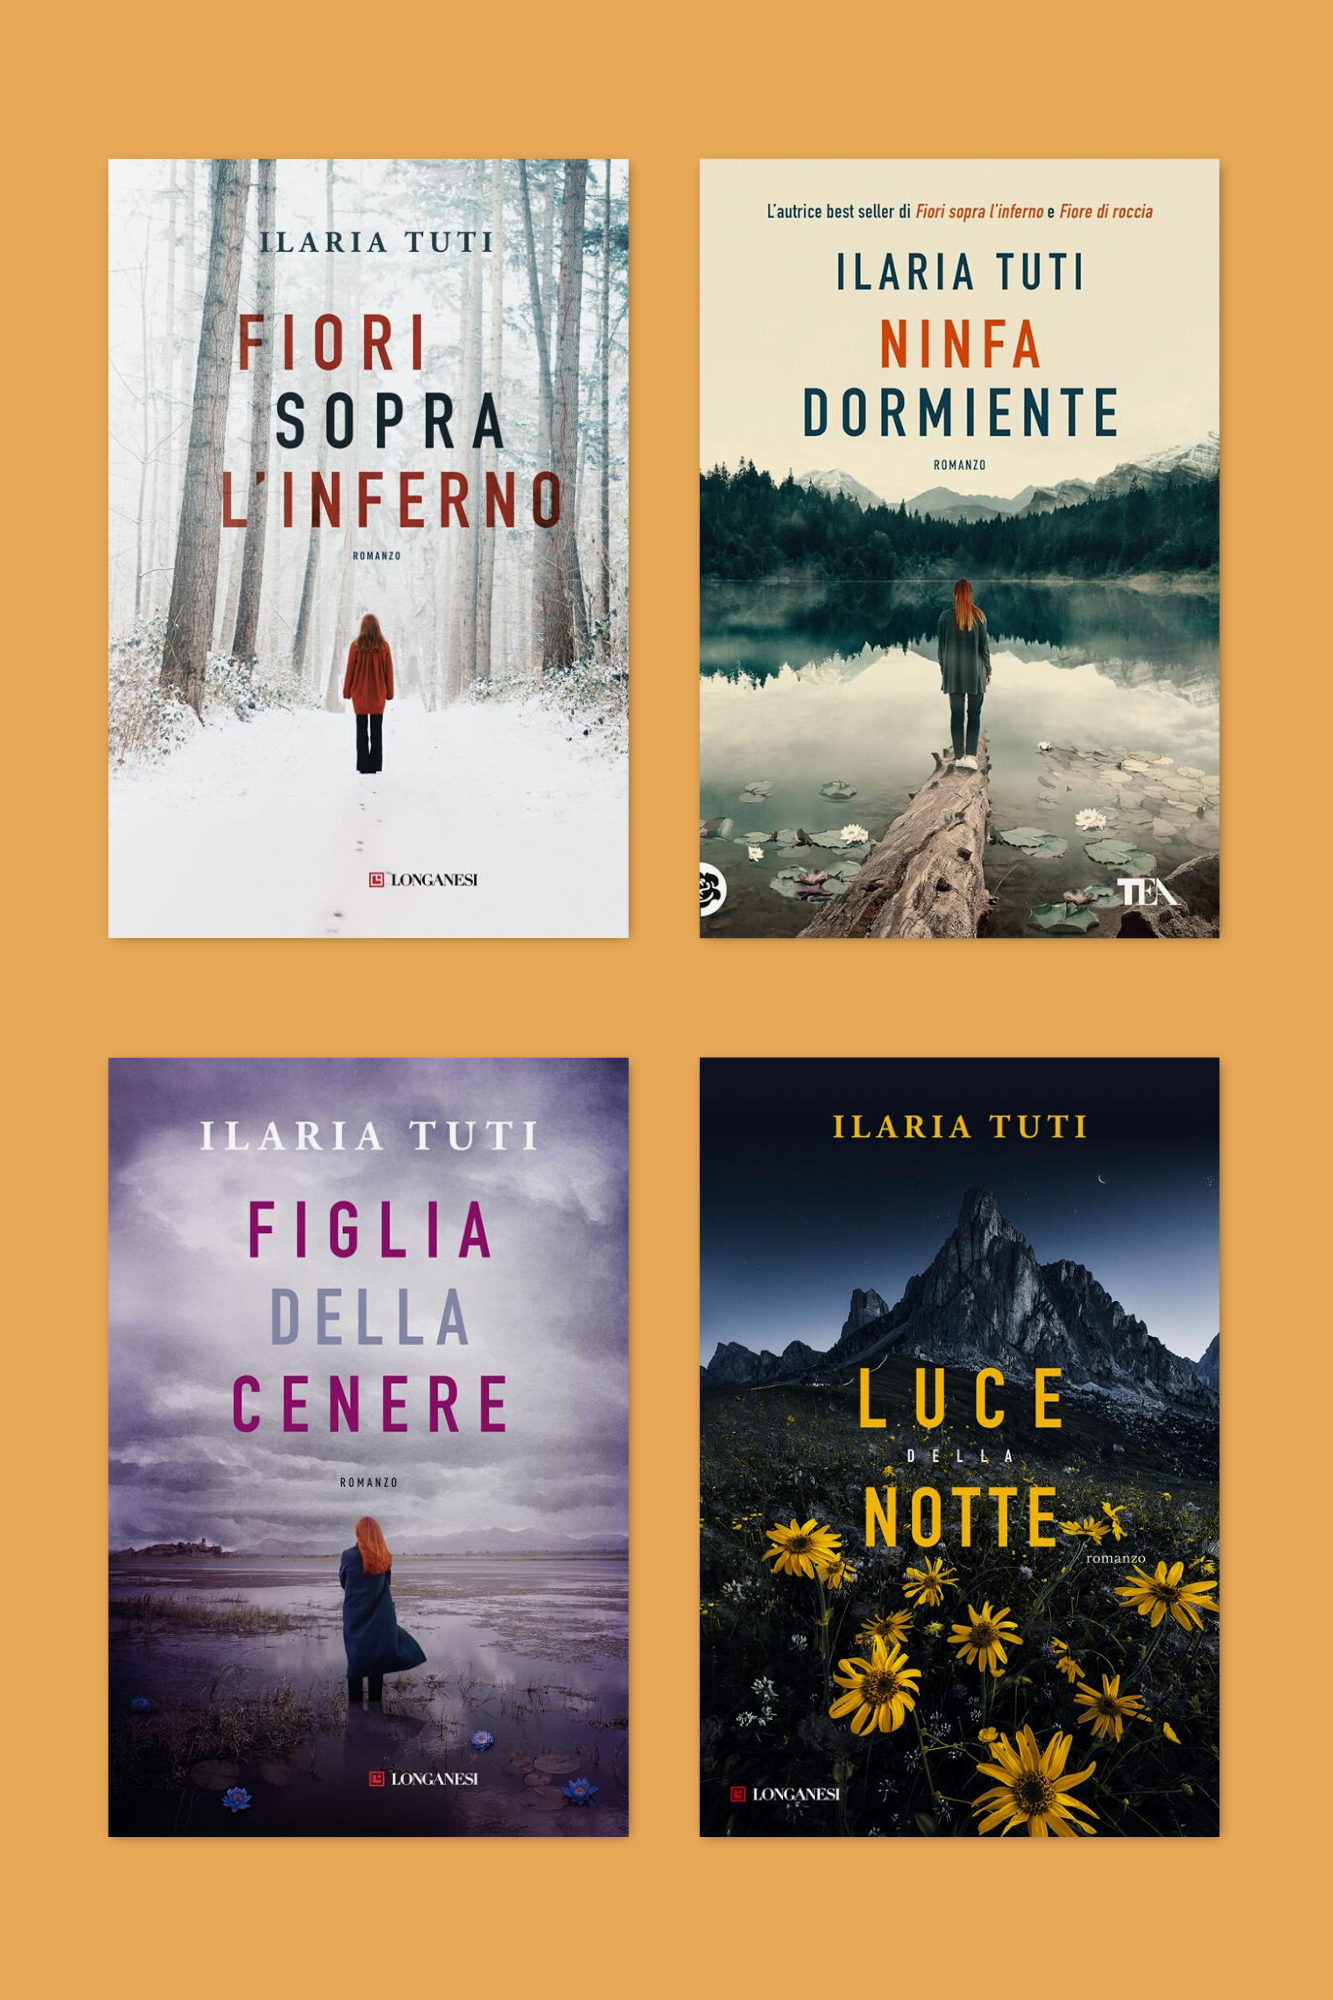 ILARIA TUTI
FIORI
SOPRA
L'INFERNO
ROMANZO
LONGANESI
L'autrice best seller di Fiori sopra l'inferno e Fiore di roccia
ILARIA TUTI
NINFA
DORMIENTE
ROMANZO
TEA
ILARIA TUTI
FIGLIA
DELLA
CENERE
ROMANZO
LONGANESI
ILARIA TUTI
LUCE
DELLA
NOTTE
romanzo
LONGANESI